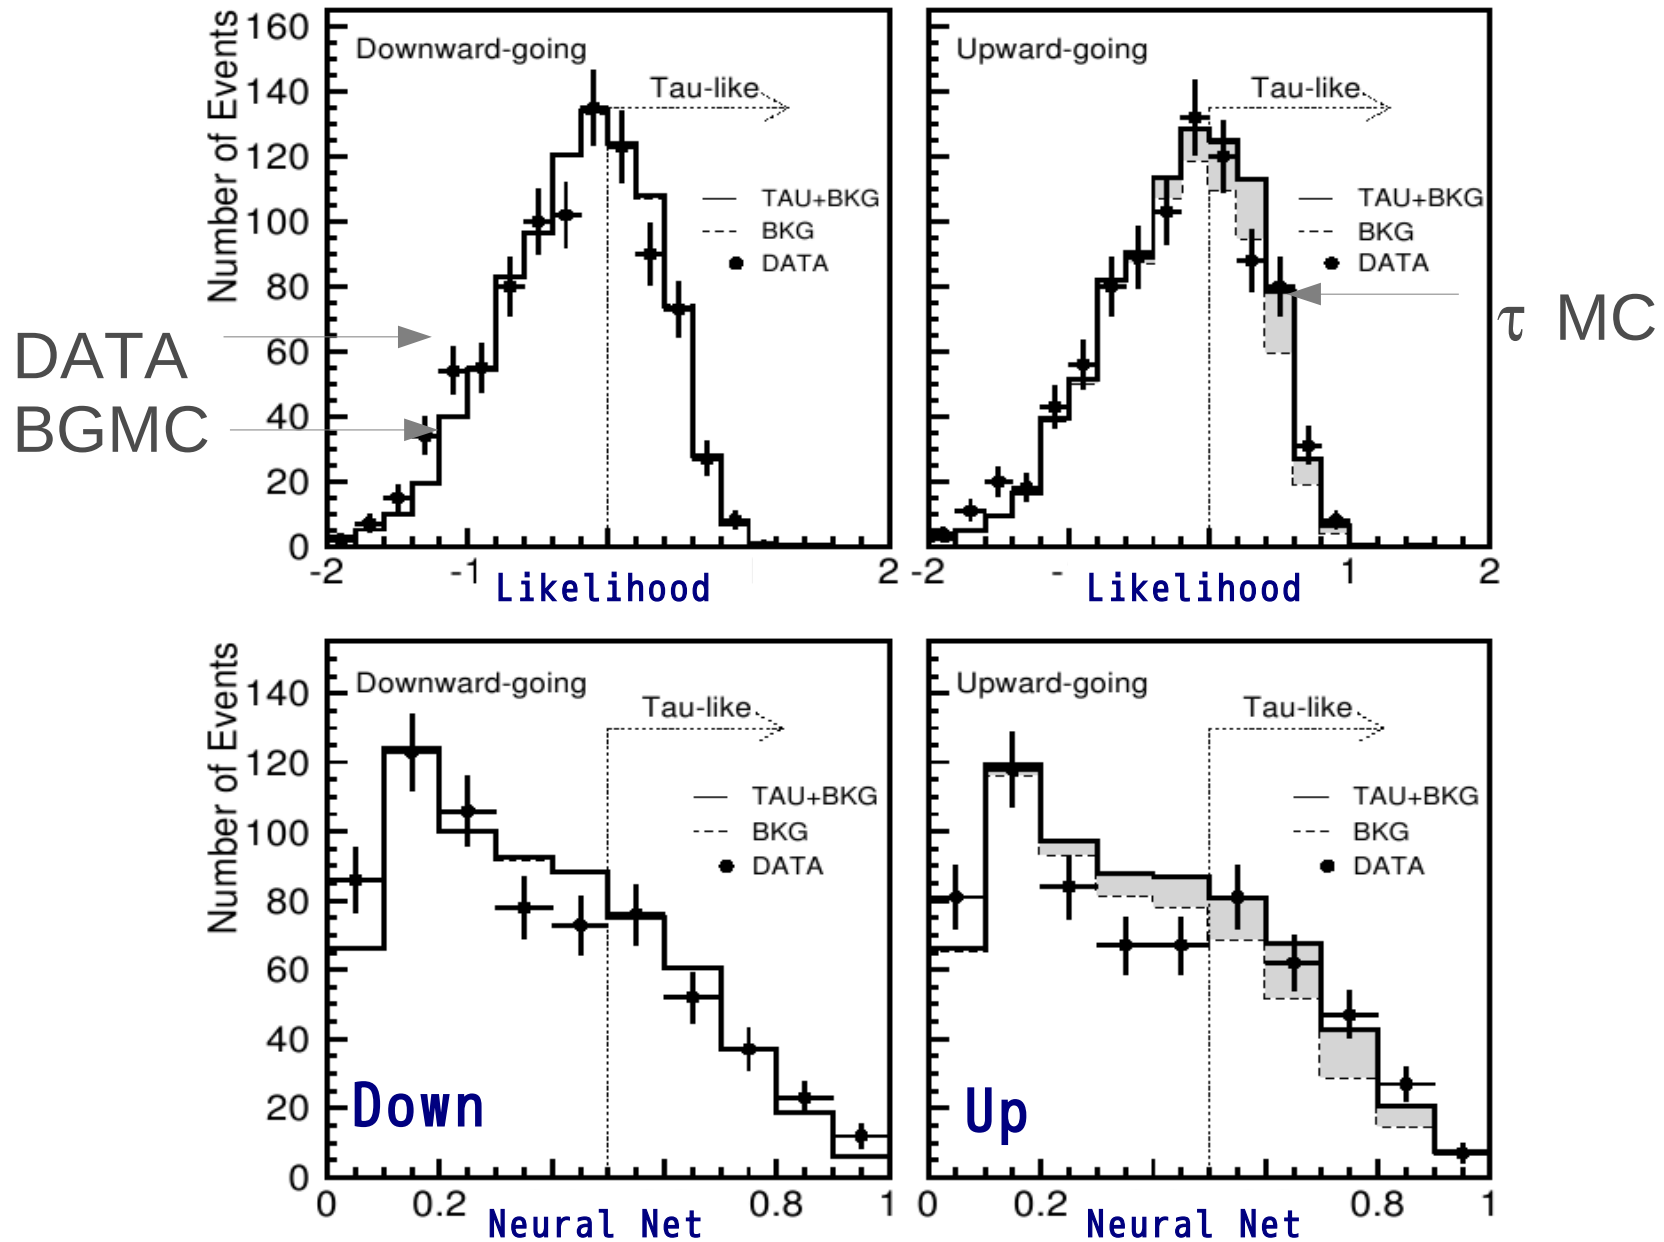 160
140
120
100
80
60
40
20
0
Number of Events
Downward-going
Tau-like
TAU+BKG
BKG
DATA
-2
-1
2
Likelihood
Upward-going
Tau-like
TAU+BKG
BKG
DATA
-2
-
1
2
Likelihood
DATA
BGMC
τ MC
140
120
100
80
60
40
20
0
Number of Events
Downward-going
Tau-like
TAU+BKG
BKG
DATA
Down
0
0.2
0.8
1
Neural Net
Upward-going
Tau-like
TAU+BKG
BKG
DATA
Up
0
0.2
0.8
1
Neural Net